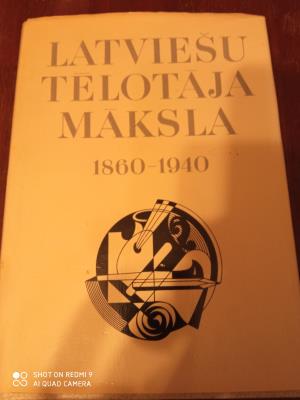 LATVIEŠU
TĒLOTĀJA
MĀKSLA
1860-1940
SHOT ON REDMI 9
AI QUAD CAMERA